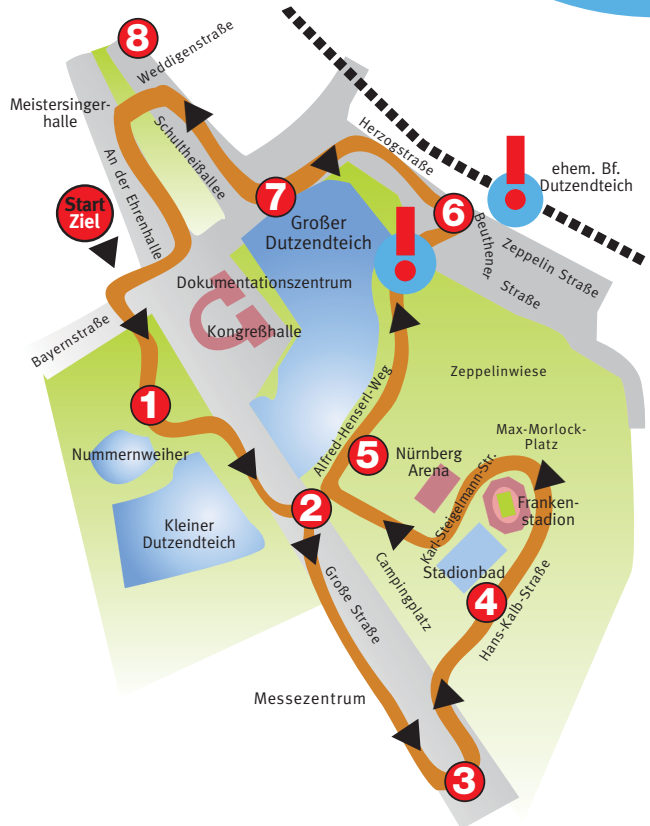 8
Weddigenstraße
Meistersinger-
halle
Schultheißallee
An der Ehrenhalle
Herzogstraße
ehem. Bf.
Dutzendteich
7
6
Start
Ziel
Großer
Dutzendteich
Beuthener
Straße
Zeppelin Straße
Dokumentationszentrum
Kongreßhalle
Bayernstraße
Zeppelinwiese
1
Alfred-Henserl-Weg
Max-Morlock-
Platz
Nummernweiher
5
Nürnberg
Arena
Karl-Steigelmann-Str.
Franken-
stadion
2
Kleiner
Dutzendteich
Campingplatz
Stadionbad
4
Große Straße
Hans-Kalb-Straße
Messezentrum
3